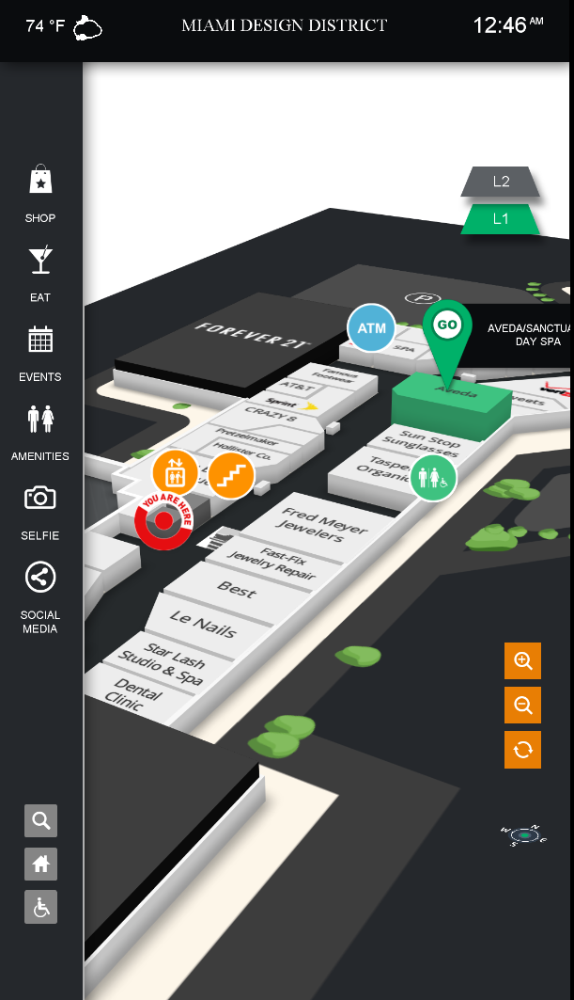 74 °F
MIAMI DESIGN DISTRICT
12:46 AM
L2
L1
SHOP
EAT
EVENTS
AMENITIES
SELFIE
SOCIAL
MEDIA
P
GO
AVEDA/SANCTUA
DAY SPA
ATM
SPA
FOREVER 21
Famous
Footwear
AT&T
Sprint
CRAZY 8
Pretzelmaker
Hollister Co.
Aveda
Sun Stop
Sunglasses
Organic
YOU ARE HERE
Fred Meyer
Jewelers
Fast-Fix
Jewelry Repair
Best
Le Nails
Star Lash
Studio & Spa
Dental
Clinic
N
W
S
E